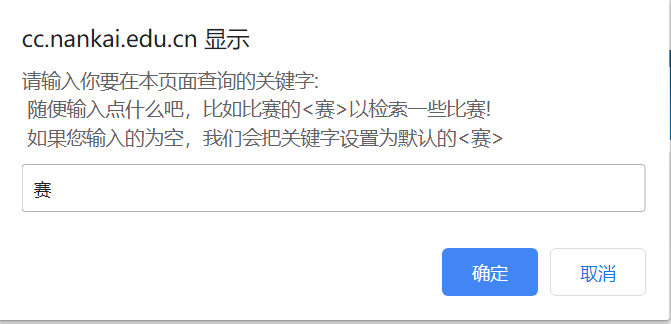 cc.nankai.edu.cn 显示
请输入你要在本页面查询的关键字:
随便输入点什么吧，比如比赛的<赛>以检索一些比赛!
如果您输入的为空，我们会把关键字设置为默认的<赛>
赛
确定 取消